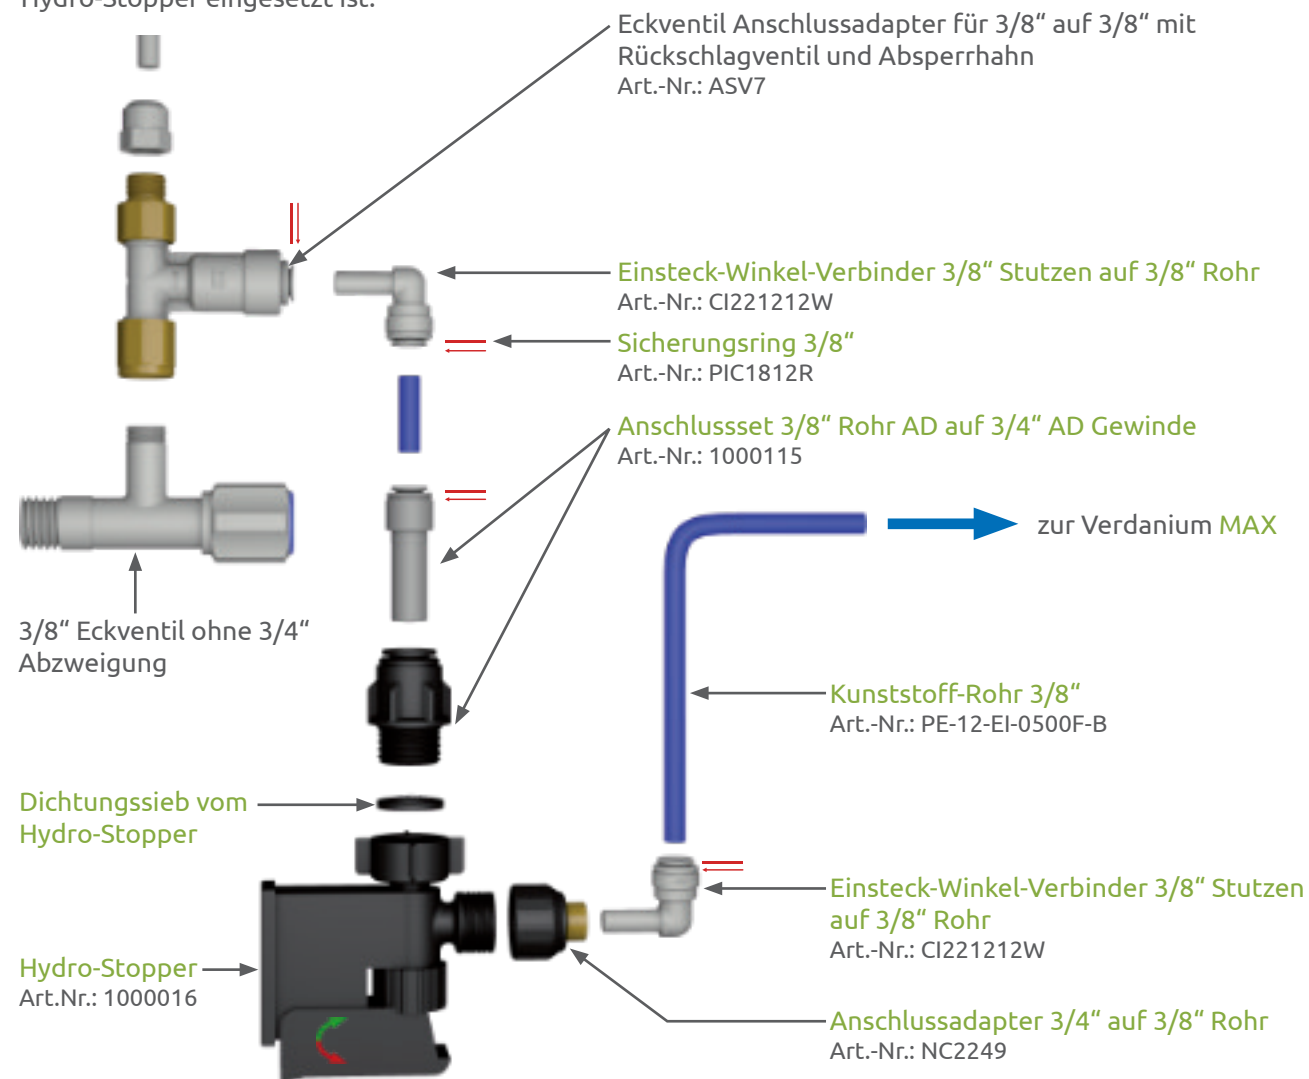 Hydro-Stopper eingesetzt ist.
Eckventil Anschlussadapter für 3/8“ auf 3/8“ mit
Rückschlagventil und Absperrhahn
Art.-Nr.: ASV7
Einsteck-Winkel-Verbinder 3/8“ Stutzen auf 3/8“ Rohr
Art.-Nr.: CI221212W
Sicherungsring 3/8“
Art.-Nr.: PIC1812R
Anschlussset 3/8“ Rohr AD auf 3/4“ AD Gewinde
Art.-Nr.: 1000115
zur Verdanium MAX
3/8“ Eckventil ohne 3/4“
Abzweigung
Kunststoff-Rohr 3/8“
Art.-Nr.: PE-12-EI-0500F-B
Dichtungssieb vom
Hydro-Stopper
Einsteck-Winkel-Verbinder 3/8“ Stutzen
auf 3/8“ Rohr
Art.-Nr.: CI221212W
Hydro-Stopper
Art.Nr.: 1000016
Anschlussadapter 3/4“ auf 3/8“ Rohr
Art.-Nr.: NC2249